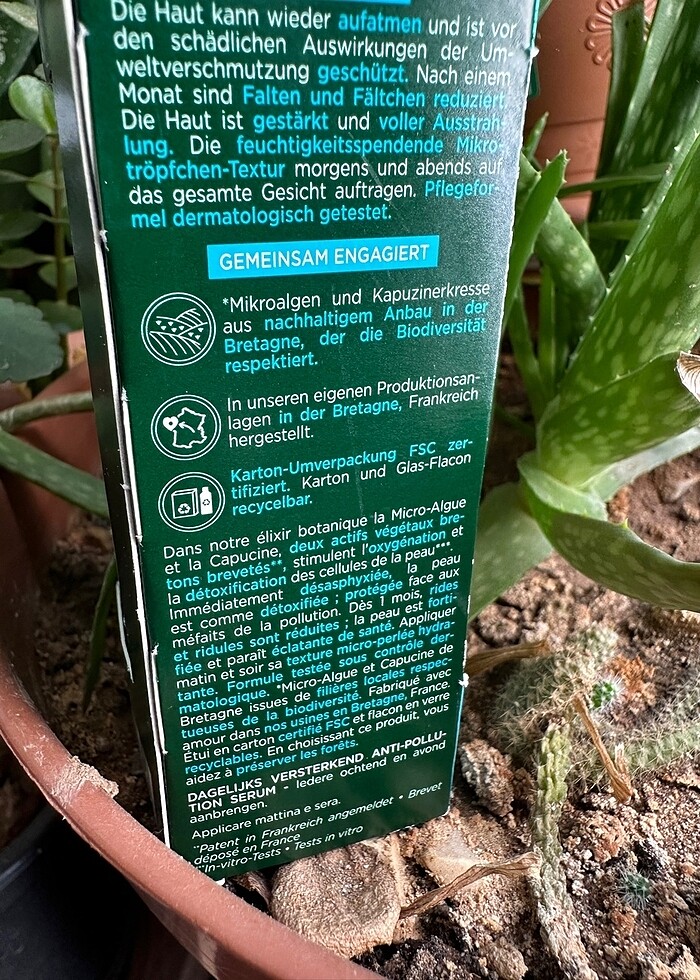 Die Haut kann wieder aufatmen und ist vor
den schädlichen Auswirkungen der Um-
weltverschmutzung geschützt. Nach einem
Monat sind Falten und Fältchen reduziert.
Die Haut ist gestärkt und voller Ausstrah-
lung. Die feuchtigkeitsspendende Mikro-
tröpfchen-Textur morgens und abends auf
das gesamte Gesicht auftragen. Pflegefor-
mel dermatologisch getestet.
GEMEINSAM ENGAGIERT
*Mikroalgen und Kapuzinerkresse
aus nachhaltigem Anbau in der
Bretagne, der die Biodiversität
respektiert.
In unseren eigenen Produktionsan-
lagen in der Bretagne, Frankreich
hergestellt.
Karton-Umverpackung FSC zer-
tifiziert. Karton und Glas-Flacon
recycelbar.
Dans notre élixir botanique la Micro-Algue
et la Capucine, deux actifs végétaux bre-
tons brevetés**, stimulent l'oxygénation et
la détoxification des cellules de la peau***.
Immédiatement désasphyxiée, la peau
est comme détoxifiée ; protégée face aux
méfaits de la pollution. Dès 1 mois, rides
et ridules sont réduites ; la peau est forti-
fiée et paraît éclatante de santé. Appliquer
matin et soir sa texture micro-perlée hydra-
tante. Formule testée sous contrôle der-
matologique. *Micro-Algue et Capucine de
Bretagne issues de filières locales respec-
tueuses de la biodiversité. Fabriqué avec
amour dans nos usines en Bretagne, France.
Étui en carton certifié FSC et flacon en verre
recyclables. En choisissant ce produit, vous
aidez à préserver les forêts.
DAGELIJKS VERSTERKEND ANTI-POLLU-
TION SERUM - Iedere ochtend en avond
aanbrengen.
Applicare mattina e sera.
**Patent in Frankreich angemeldet • Brevet
déposé en France
***In-vitro-Tests • Tests in vitro